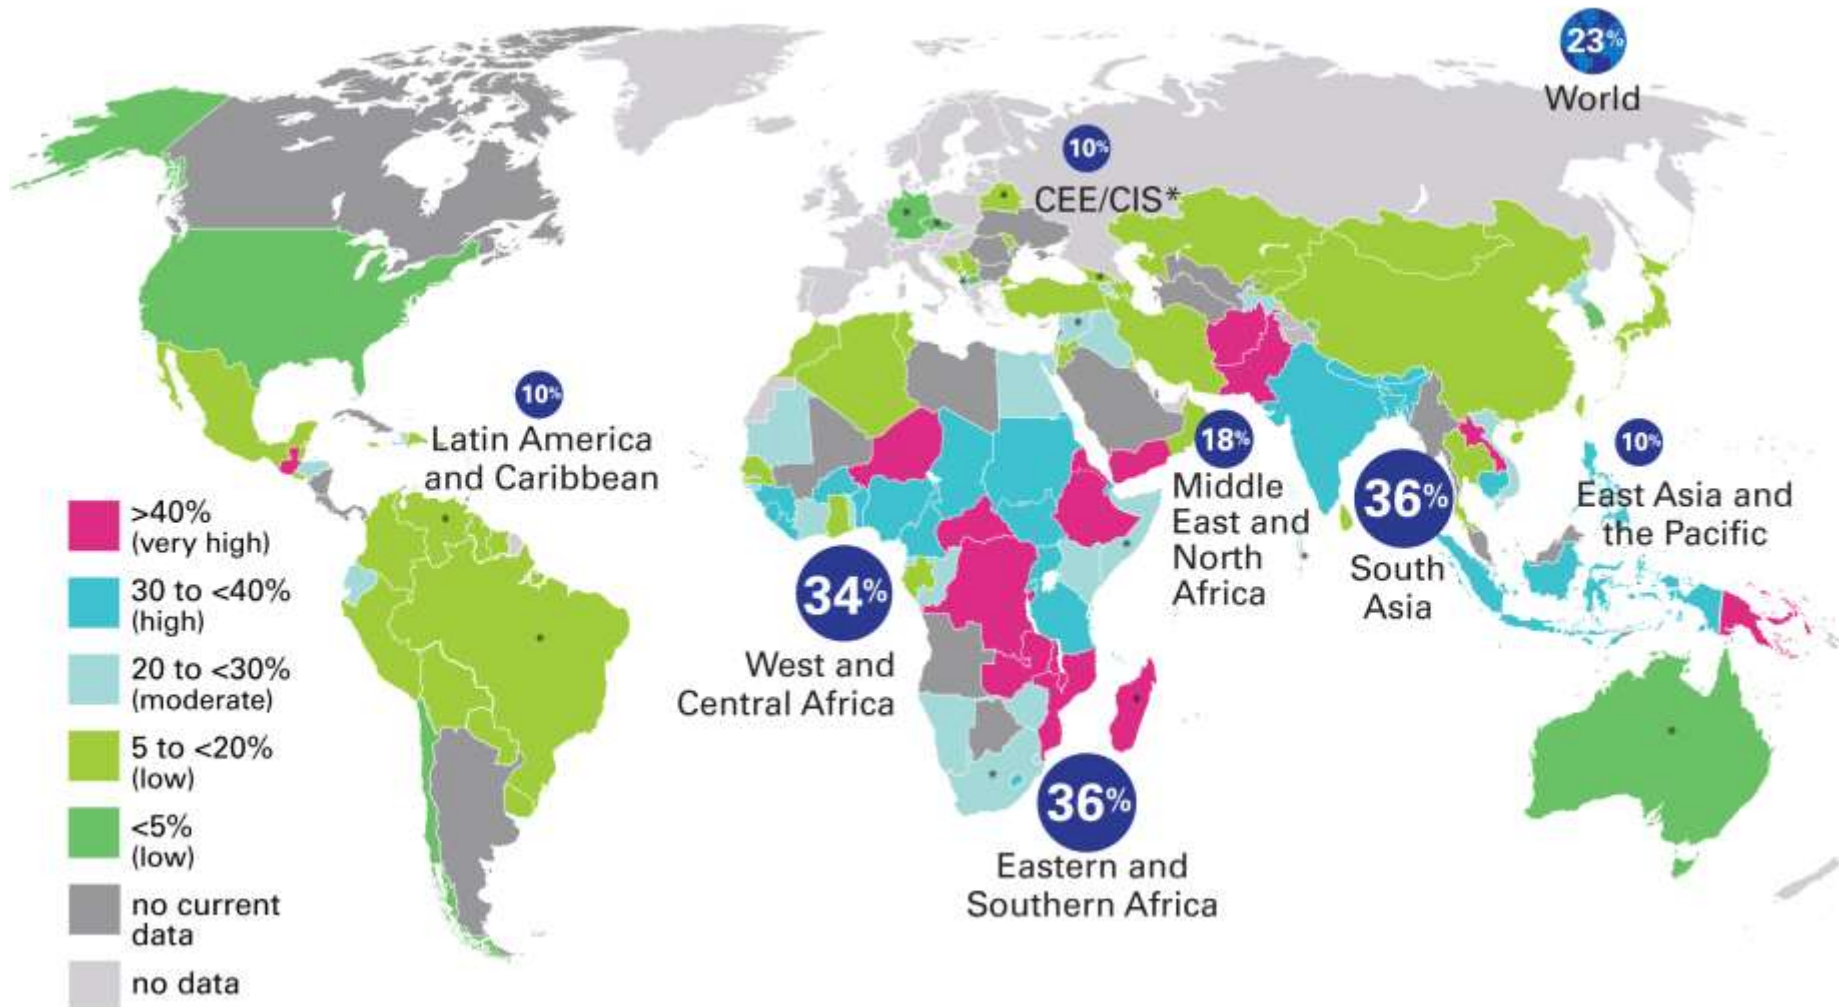 23%
World
10%
CEE/CIS*
10%
Latin America
and Caribbean
18%
Middle
East and
North
Africa
36%
South
Asia
10%
East Asia and
the Pacific
34%
West and
Central Africa
36%
Eastern and
Southern Africa
>40%
(very high)
30 to <40%
(high)
20 to <30%
(moderate)
5 to <20%
(low)
<5%
(low)
no current
data
no data